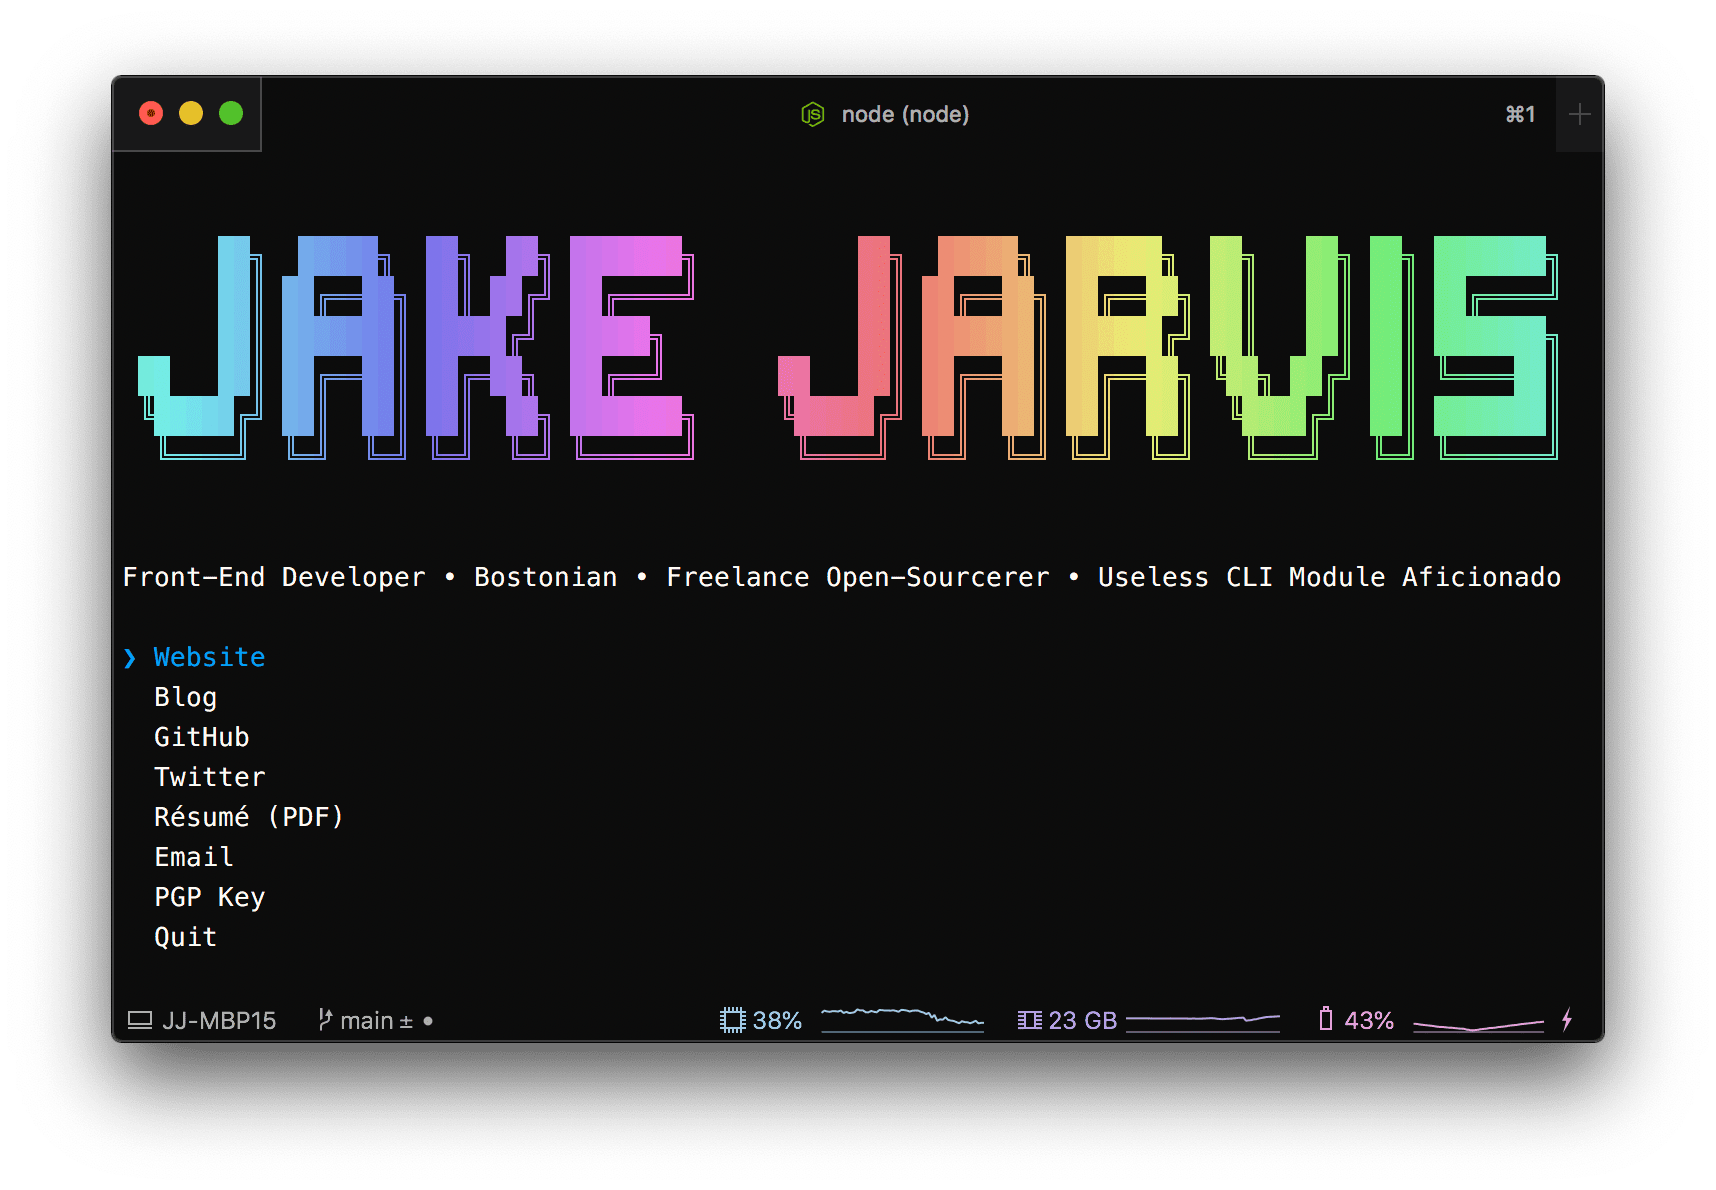 JS node (node) ⌘1
JAKE JARVIS
Front-End Developer • Bostonian • Freelance Open-Sourcerer • Useless CLI Module Aficionado
❯ Website
Blog
GitHub
Twitter
Résumé (PDF)
Email
PGP Key
Quit
JJ-MBP15 main ± • 38% 23 GB 43%